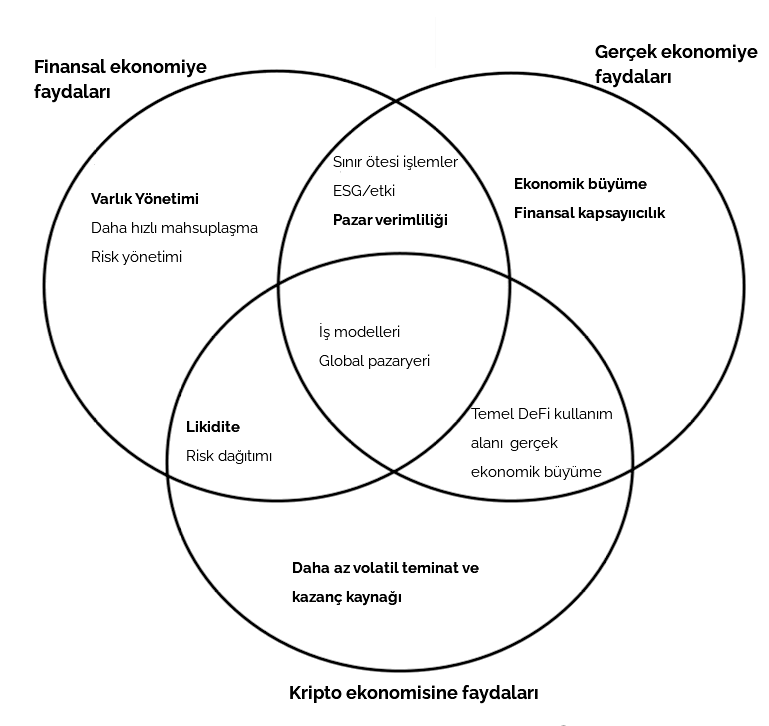 Finansal ekonomiye
faydaları
Gerçek ekonomiye
faydaları
Varlık Yönetimi
Daha hızlı mahsuplaşma
Risk yönetimi
Sınır ötesi işlemler
ESG/etki
Pazar verimliliği
Ekonomik büyüme
Finansal kapsayııcılık
İş modelleri
Global pazaryeri
Likidite
Risk dağıtımı
Temel DeFi kullanım
alanı gerçek
ekonomik büyüme
Daha az volatil teminat ve
kazanç kaynağı
Kripto ekonomisine faydaları